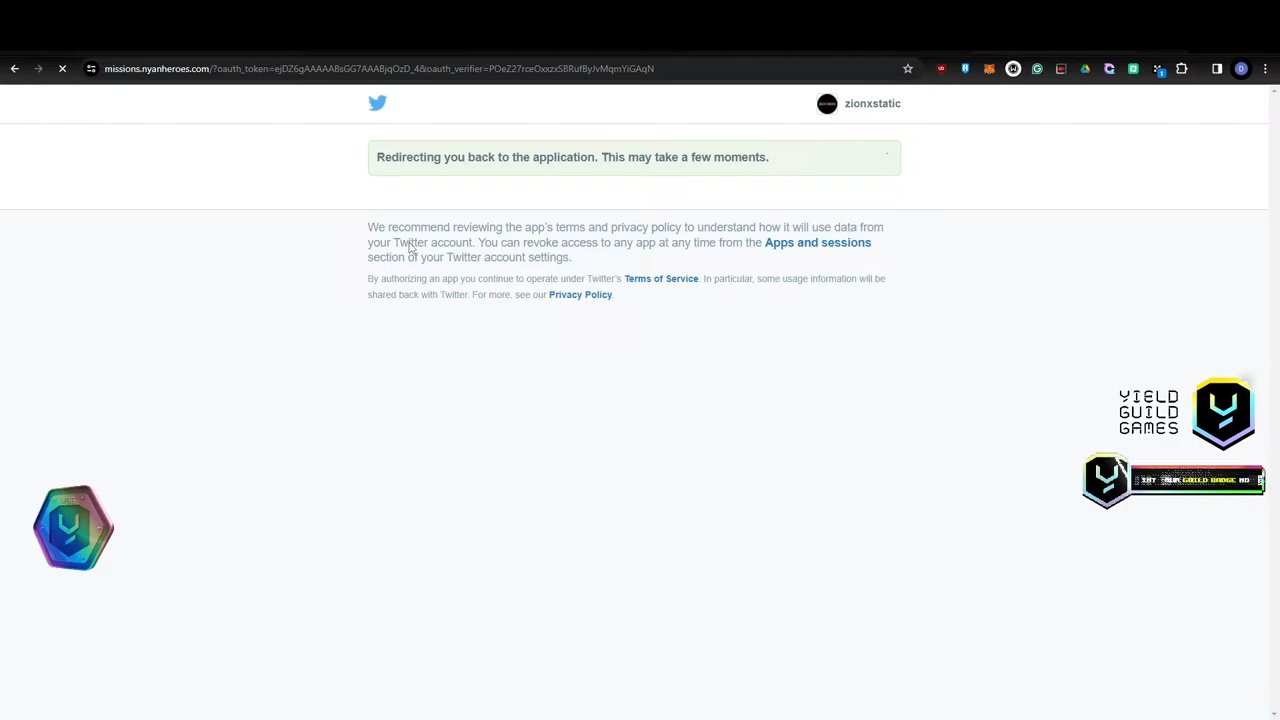 missions.nyanheroes.com/?oauth_token=ejDZ6gAAAAABsGG7AAABjqOzD_4&oauth_verifier=POeZ27rceOxxzxSBRufByJvMqmYiGAqN
zionxstatic
Redirecting you back to the application. This may take a few moments.
We recommend reviewing the app's terms and privacy policy to understand how it will use data from
your Twitter account. You can revoke access to any app at any time from the Apps and sessions
section of your Twitter account settings.
By authorizing an app you continue to operate under Twitter's Terms of Service. In particular, some usage information will be
shared back with Twitter. For more, see our Privacy Policy.
YIELD
GUILD
GAMES
GUILD BADGE